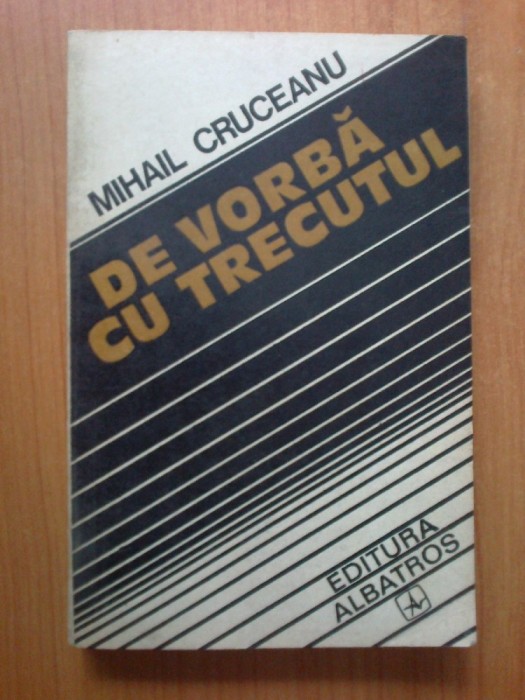 MIHAIL CRUCEANU
DE VORBĂ
CU TRECUTUL
EDITURA
ALBATROS